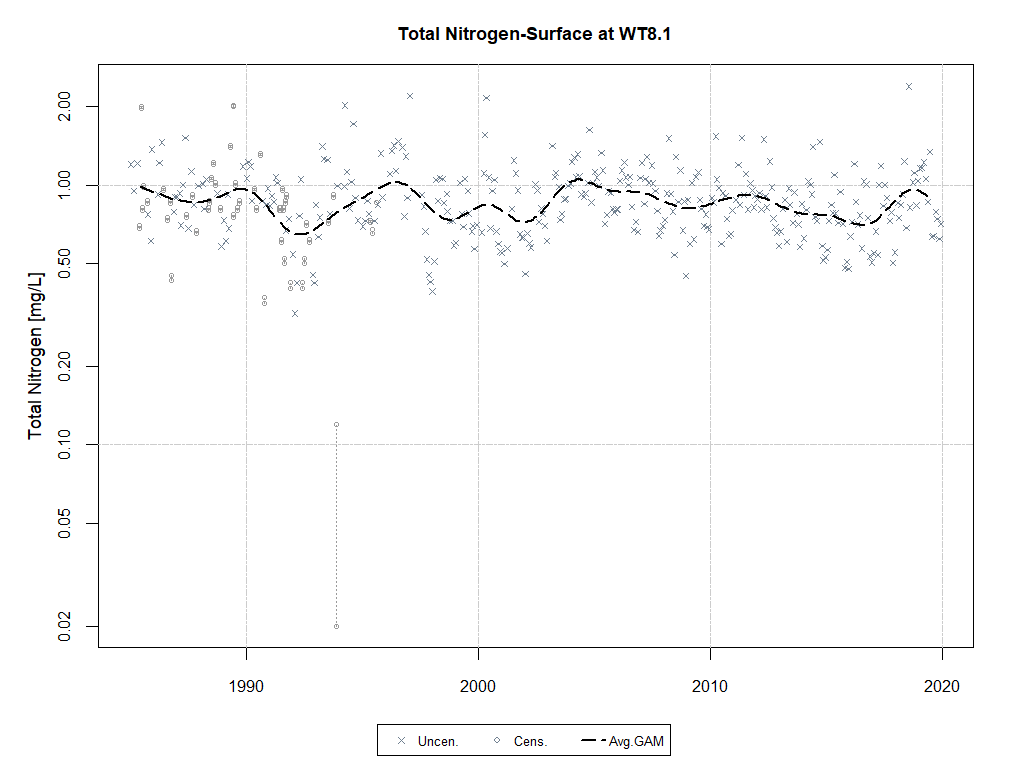 Total Nitrogen-Surface at WT8.1
Total Nitrogen [mg/L]
2.00
1.00
0.50
0.20
0.10
0.05
0.02
1990
2000
2010
2020
Uncen.
Cens.
Avg.GAM